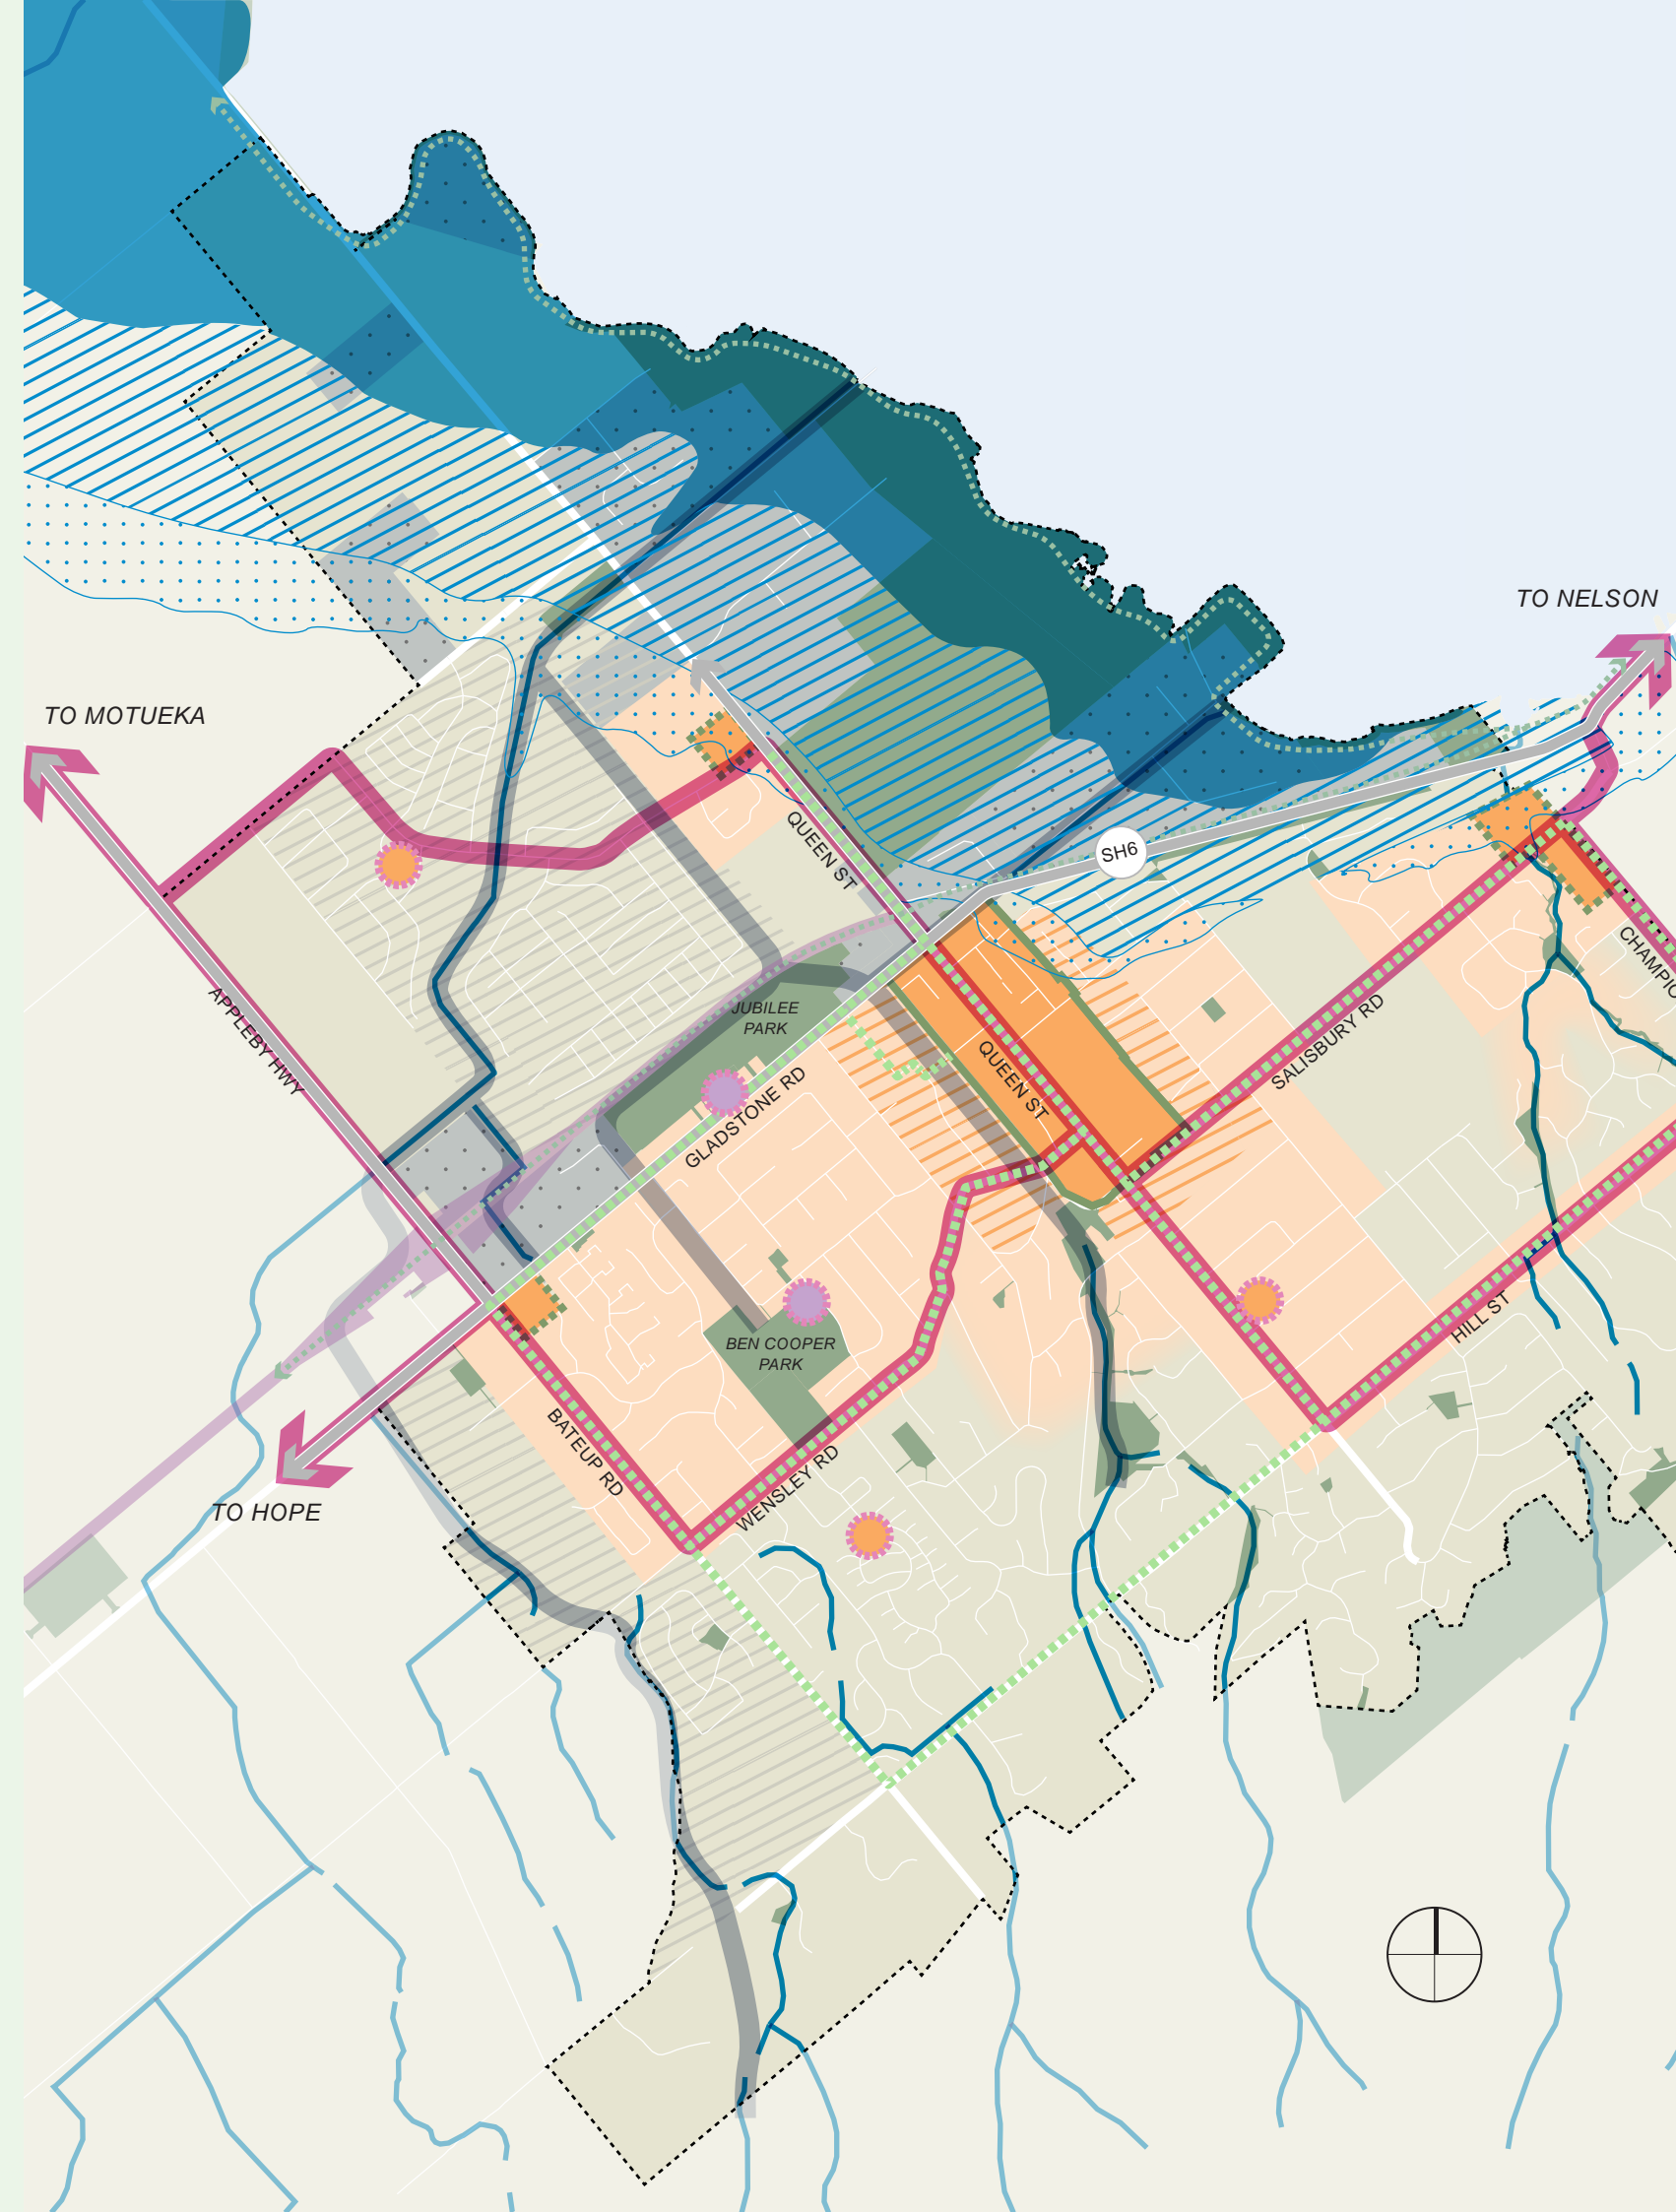 TO NELSON
TO MOTUEKA
QUEEN ST
SH6
CHAMPIO
APPLEBY HWY
JUBILEE
PARK
QUEEN ST
SALISBURY RD
GLADSTONE RD
HILL ST
BEN COOPER
PARK
BATEUP RD
WENSLEY RD
TO HOPE